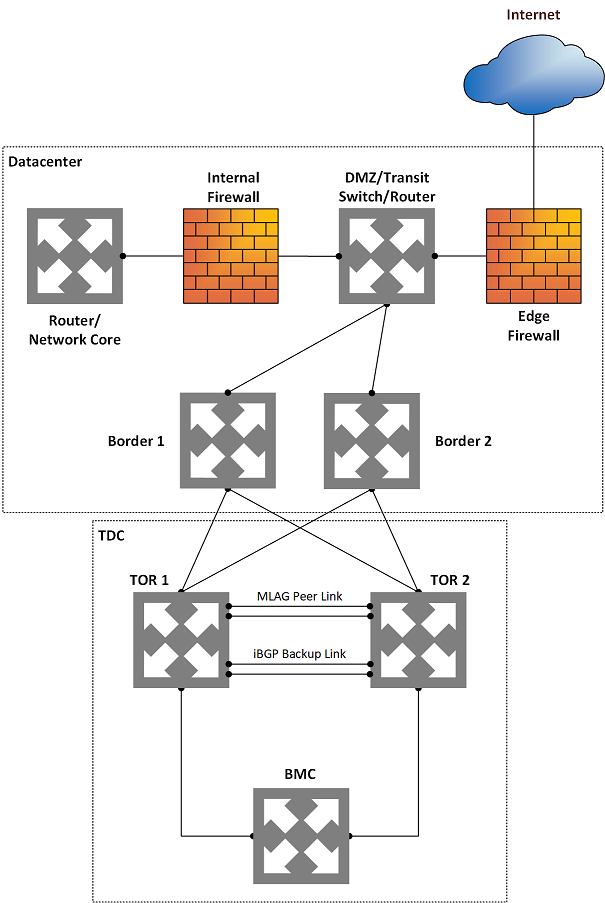 Internet
Datacenter
Internal
Firewall
DMZ/Transit
Switch/Router
Router/
Network Core
Edge
Firewall
Border 1
Border 2
TDC
TOR 1
TOR 2
MLAG Peer Link
iBGP Backup Link
BMC